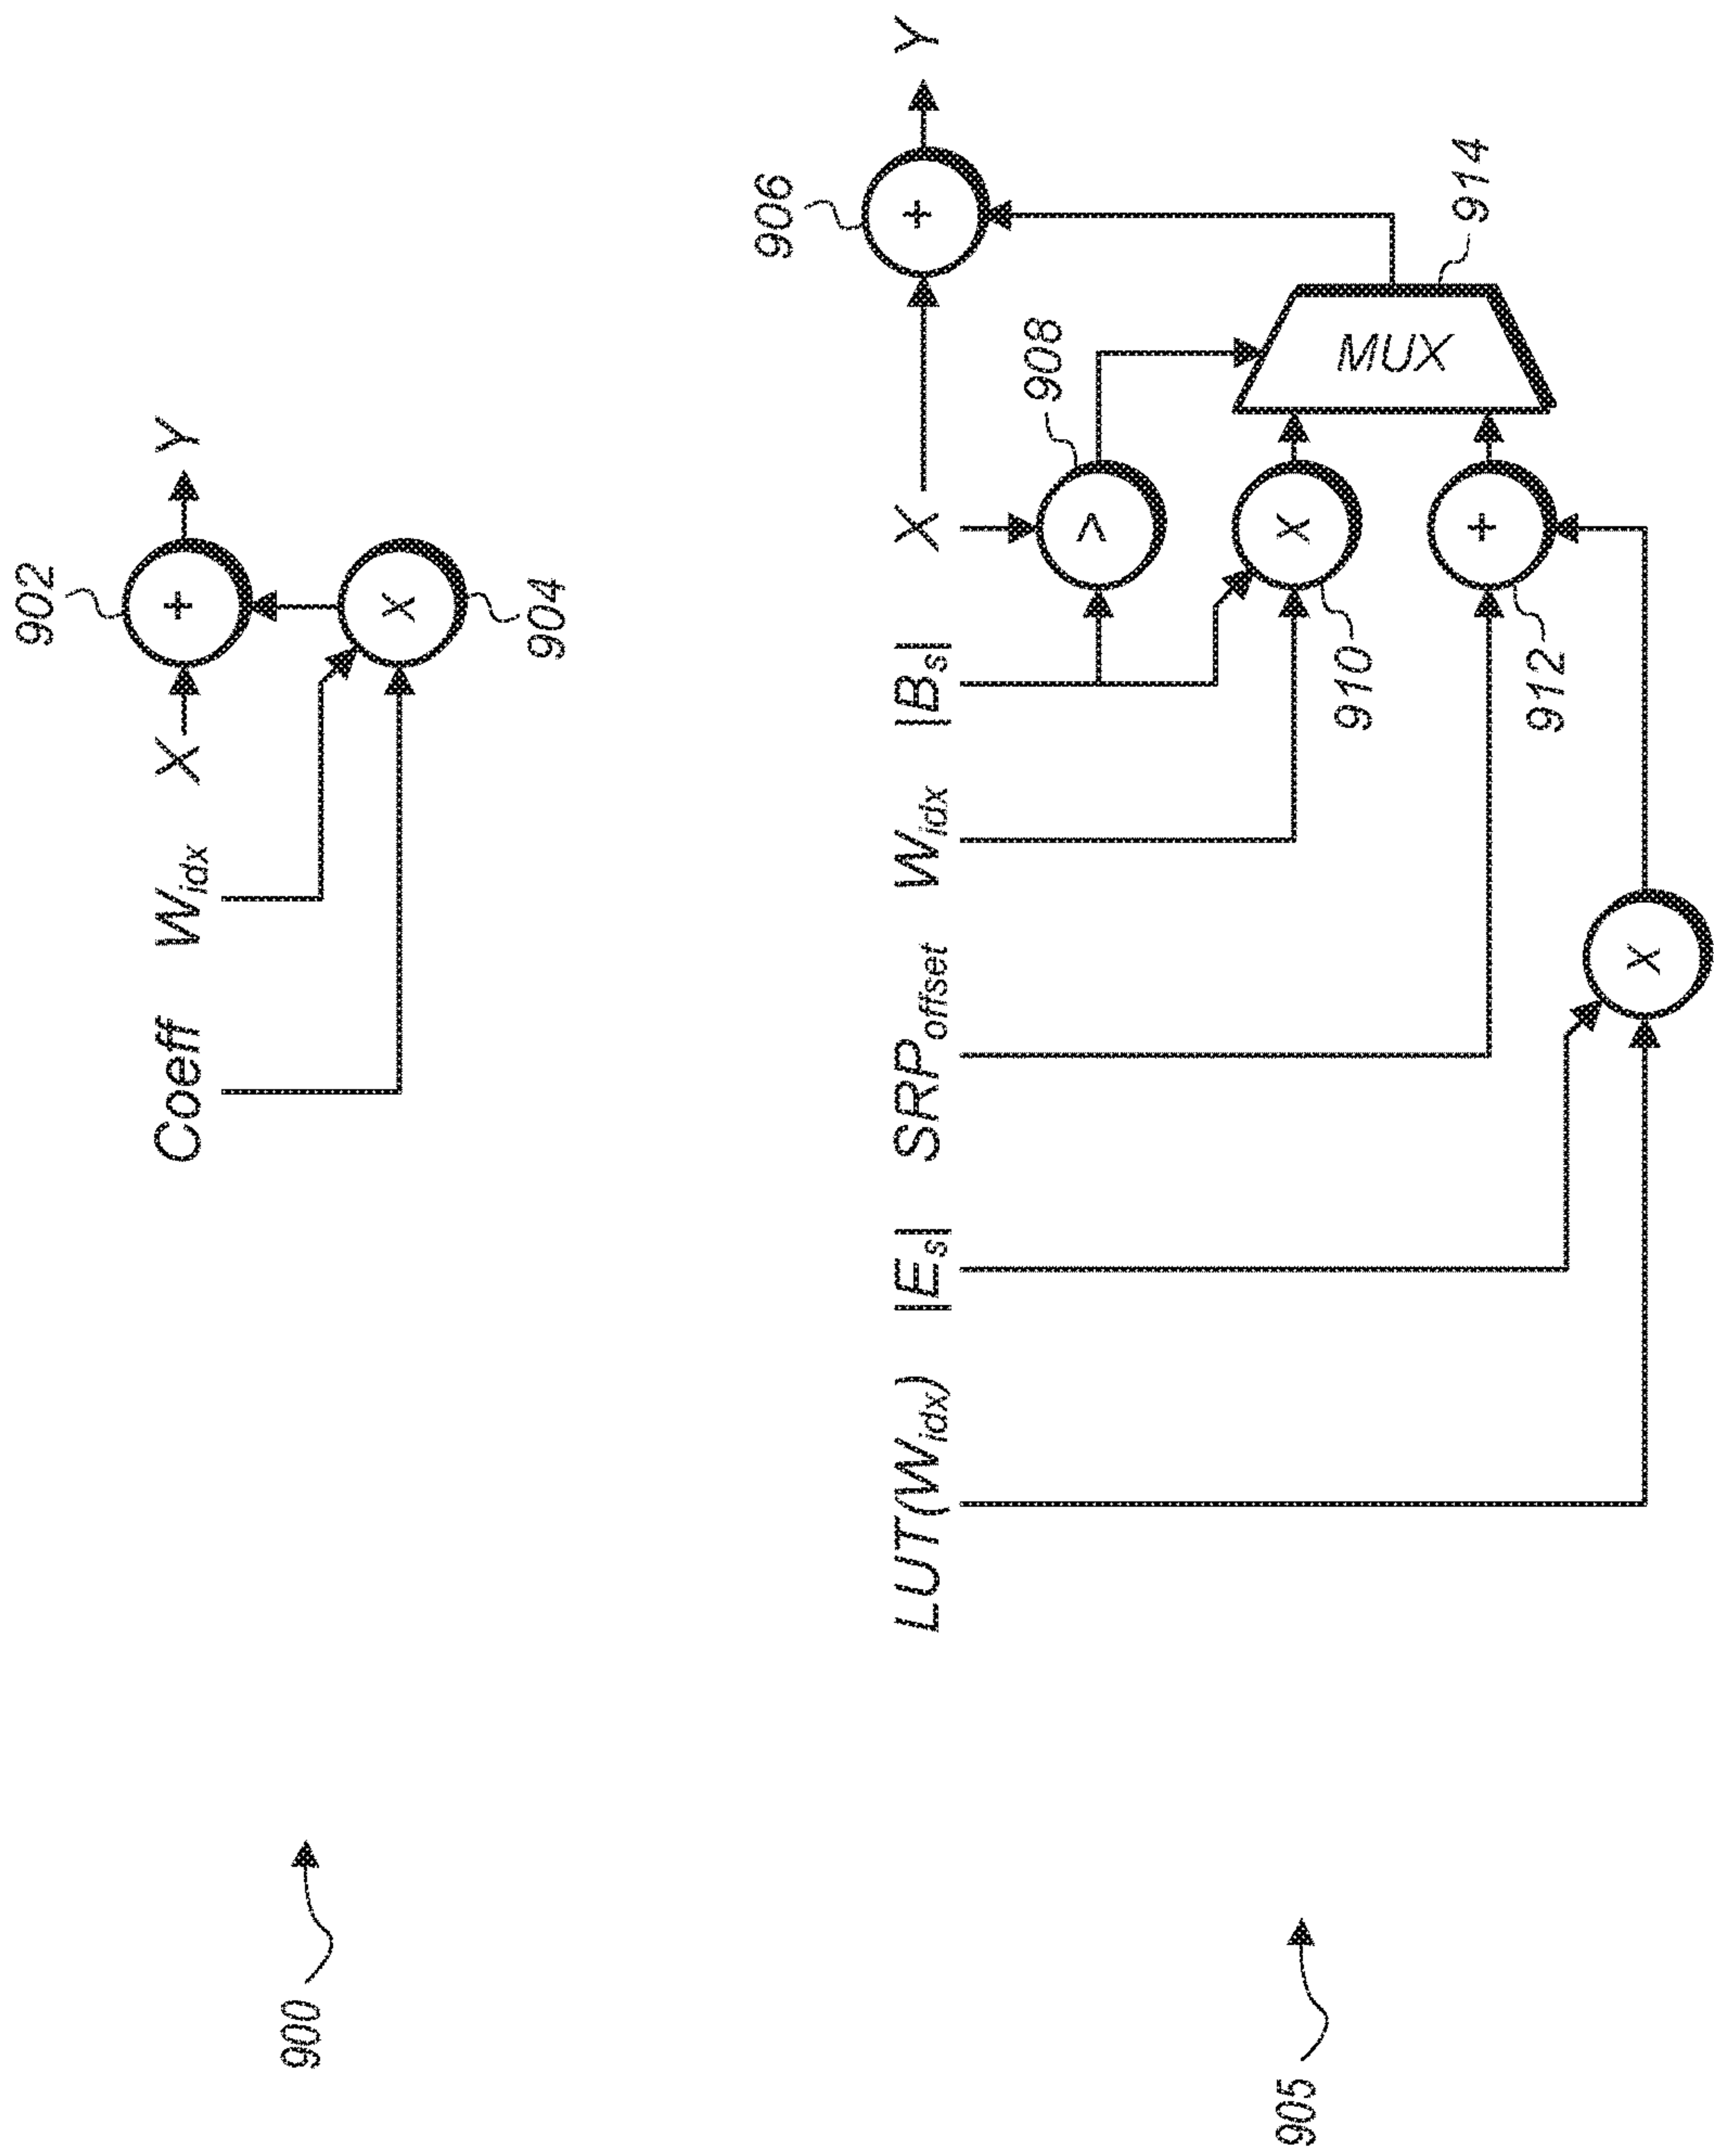 902
Coeff W_idx X + Y
900
X
904
906
LUT(W_idx) |E_s| SRP_offset W_idx |B_s| X + Y
908
>
905
MUX
X
910
914
+
912
X